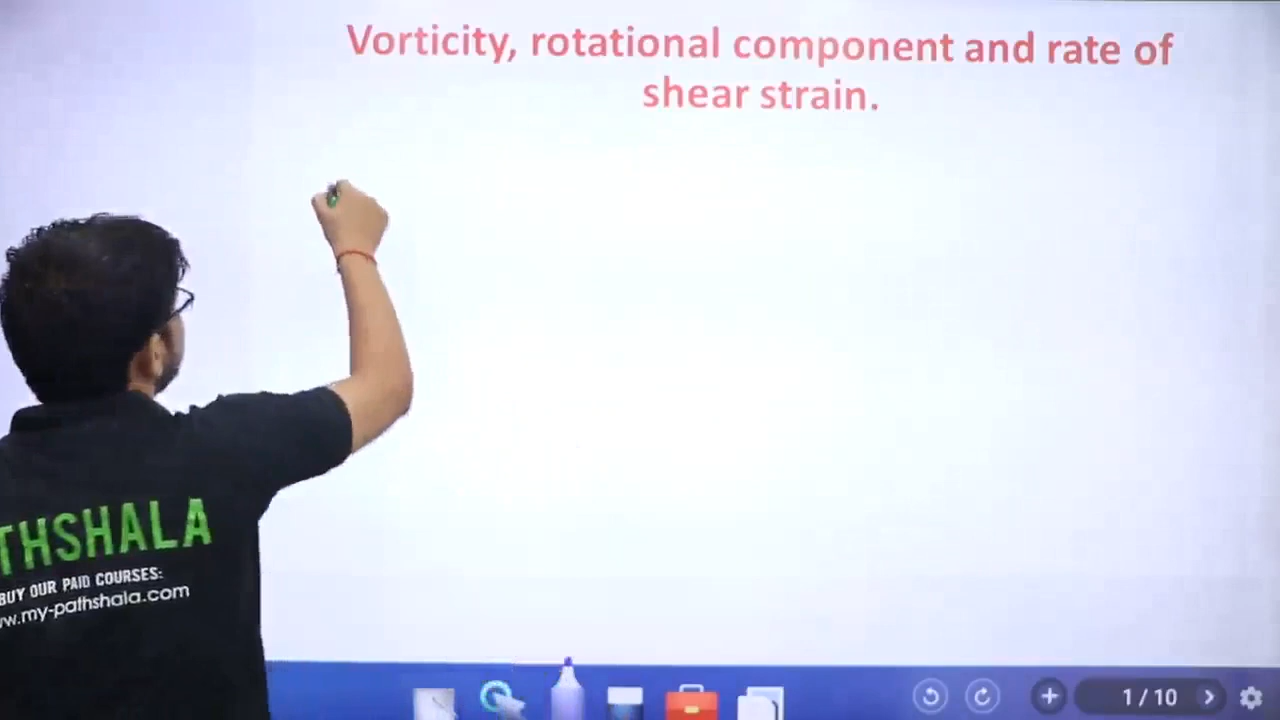 Vorticity, rotational component and rate of
shear strain.
THSHALA
BUY OUR PAID COURSES:
w.my-pathshala.com
1 / 10